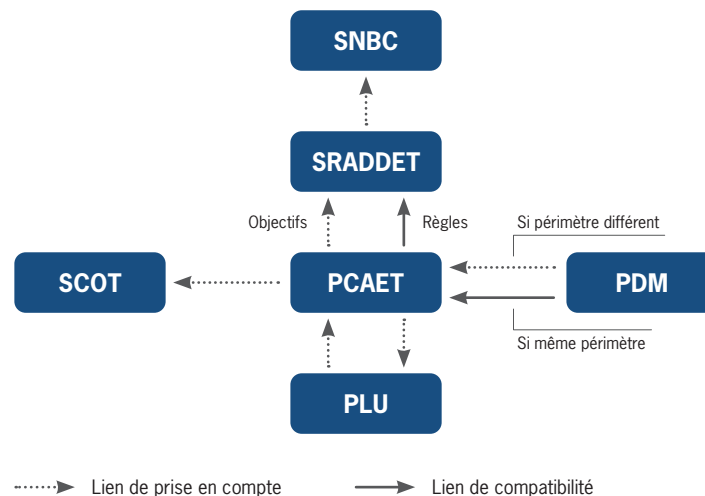 SNBC
SRADDET
Objectifs
Règles
Si périmètre différent
SCOT
PCAET
PDM
Si même périmètre
PLU
Lien de prise en compte
Lien de compatibilité